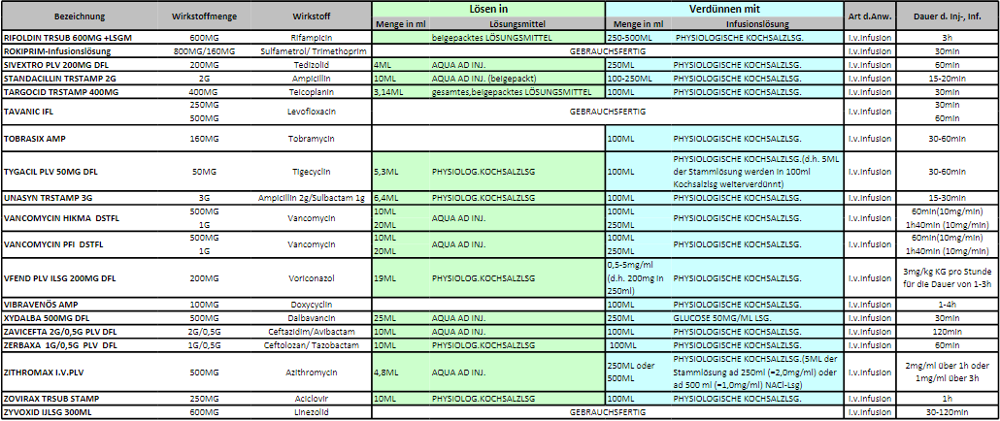 Lösen in Verdünnen mit
Bezeichnung Wirkstoffmenge Wirkstoff Menge in ml Lösungsmittel Menge in ml Infusionslösung Art d.Anw. Dauer d. Inj-, Inf.
RIFOLDIN TRSUB 600MG +LSGM 600MG Rifampicin beigepacktes LÖSUNGSMITTEL 250-500ML PHYSIOLOGISCHE KOCHSALZLSG. i.v.Infusion 3h
ROKIPRIM-Infusionslösung 800MG/160MG Sulfametrol/ Trimethoprim GEBRAUCHSFERTIG i.v.Infusion 30min
SIVEXTRO PLV 200MG DFL 200MG Tedizolid 4ML AQUA AD INJ. 250ML PHYSIOLOGISCHE KOCHSALZLSG. i.v.Infusion 60min
STANDACILLIN TRSTAMP 2G 2G Ampicillin 10ML AQUA AD INJ. (beigepackt) 100-250ML PHYSIOLOGISCHE KOCHSALZLSG. i.v.Infusion 15-20min
TARGOCID TRSTAMP 400MG 400MG Teicoplanin 3,14ML gesamtes,beigepacktes LÖSUNGSMITTEL 100ML PHYSIOLOGISCHE KOCHSALZLSG. i.v.Infusion 30min
250MG 30min
TAVANIC IFL Levofloxacin GEBRAUCHSFERTIG i.v.Infusion
500MG 60min
TOBRASIX AMP 160MG Tobramycin 100ML PHYSIOLOGISCHE KOCHSALZLSG. i.v.Infusion 30-60min
PHYSIOLOGISCHE KOCHSALZLSG.(d.h. 5ML
TYGACIL PLV 50MG DFL 50MG Tigecyclin 5,3ML PHYSIOLOG.KOCHSALZLSG 100ML der Stammlösung werden in 100ml i.v.Infusion 30-60min
Kochsalzlsg weiterverdünnt)
UNASYN TRSTAMP 3G 3G Ampicillin 2g/Sulbactam 1g 6,4ML PHYSIOLOG.KOCHSALZLSG 100ML PHYSIOLOGISCHE KOCHSALZLSG. i.v.Infusion 15-30min
500MG 10ML 100ML 60min(10mg/min)
VANCOMYCIN HIKMA DSTFL Vancomycin AQUA AD INJ. PHYSIOLOGISCHE KOCHSALZLSG. i.v.Infusion
1G 20ML 250ML 1h40min (10mg/min)
500MG 10ML 100ML 60min(10mg/min)
VANCOMYCIN PFI DSTFL Vancomycin AQUA AD INJ. PHYSIOLOGISCHE KOCHSALZLSG. i.v.Infusion
1G 20ML 250ML 1h40min (10mg/min)
0,5-5mg/ml
VFEND PLV ILSG 200MG DFL 200MG Voriconazol 19ML PHYSIOLOG.KOCHSALZLSG (d.h. 200mg in PHYSIOLOGISCHE KOCHSALZLSG. i.v.Infusion 3mg/kg KG pro Stunde
250ml) für die Dauer von 1-3h
VIBRAVENÖS AMP 100MG Doxycyclin 100ML PHYSIOLOGISCHE KOCHSALZLSG. i.v.Infusion 1-4h
XYDALBA 500MG DFL 500MG Dalbavancin 25ML AQUA AD INJ. 250ML GLUCOSE 50MG/ML LSG. i.v.Infusion 30min
ZAVICEFTA 2G/0,5G PLV DFL 2G/0,5G Ceftazidim/Avibactam 10ML AQUA AD INJ. 100ML PHYSIOLOGISCHE KOCHSALZLSG. i.v.Infusion 120min
ZERBAXA 1G/0,5G PLV DFL 1G/0,5G Ceftolozan/ Tazobactam 10ML PHYSIOLOG.KOCHSALZLSG 100ML PHYSIOLOGISCHE KOCHSALZLSG. i.v.Infusion 60min
PHYSIOLOGISCHE KOCHSALZLSG.(5ML der
ZITHROMAX I.V.PLV 500MG Azithromycin 4,8ML AQUA AD INJ. 250ML oder Stammlösung ad 250ml (=2,0mg/ml) oder i.v.Infusion 2mg/ml über 1h oder
500ML ad 500 ml (=1,0mg/ml) NACl-Lsg) 1mg/ml über 3h
ZOVIRAX TRSUB STAMP 250MG Aciclovir 10ML PHYSIOLOG.KOCHSALZLSG 100ML PHYSIOLOGISCHE KOCHSALZLSG. i.v.Infusion 1h
ZYVOXID IJLSG 300ML 600MG Linezolid GEBRAUCHSFERTIG i.v.Infusion 30-120min